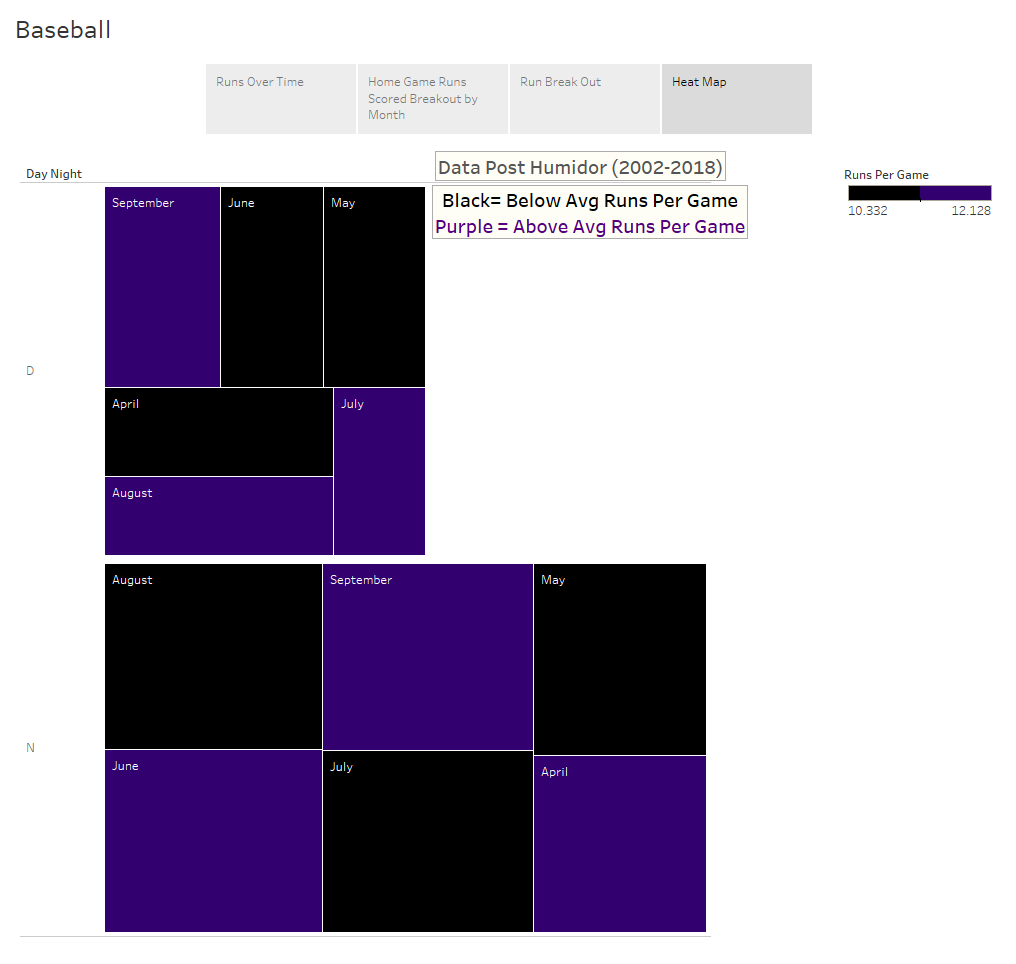 Baseball
Runs Over Time
Home Game Runs
Scored Breakout by
Month
Run Break Out
Heat Map
Day Night
Data Post Humidor (2002-2018)
Black= Below Avg Runs Per Game
Purple = Above Avg Runs Per Game
Runs Per Game
10.332 12.128
September June May
D
April July
August
August September May
N
June July April